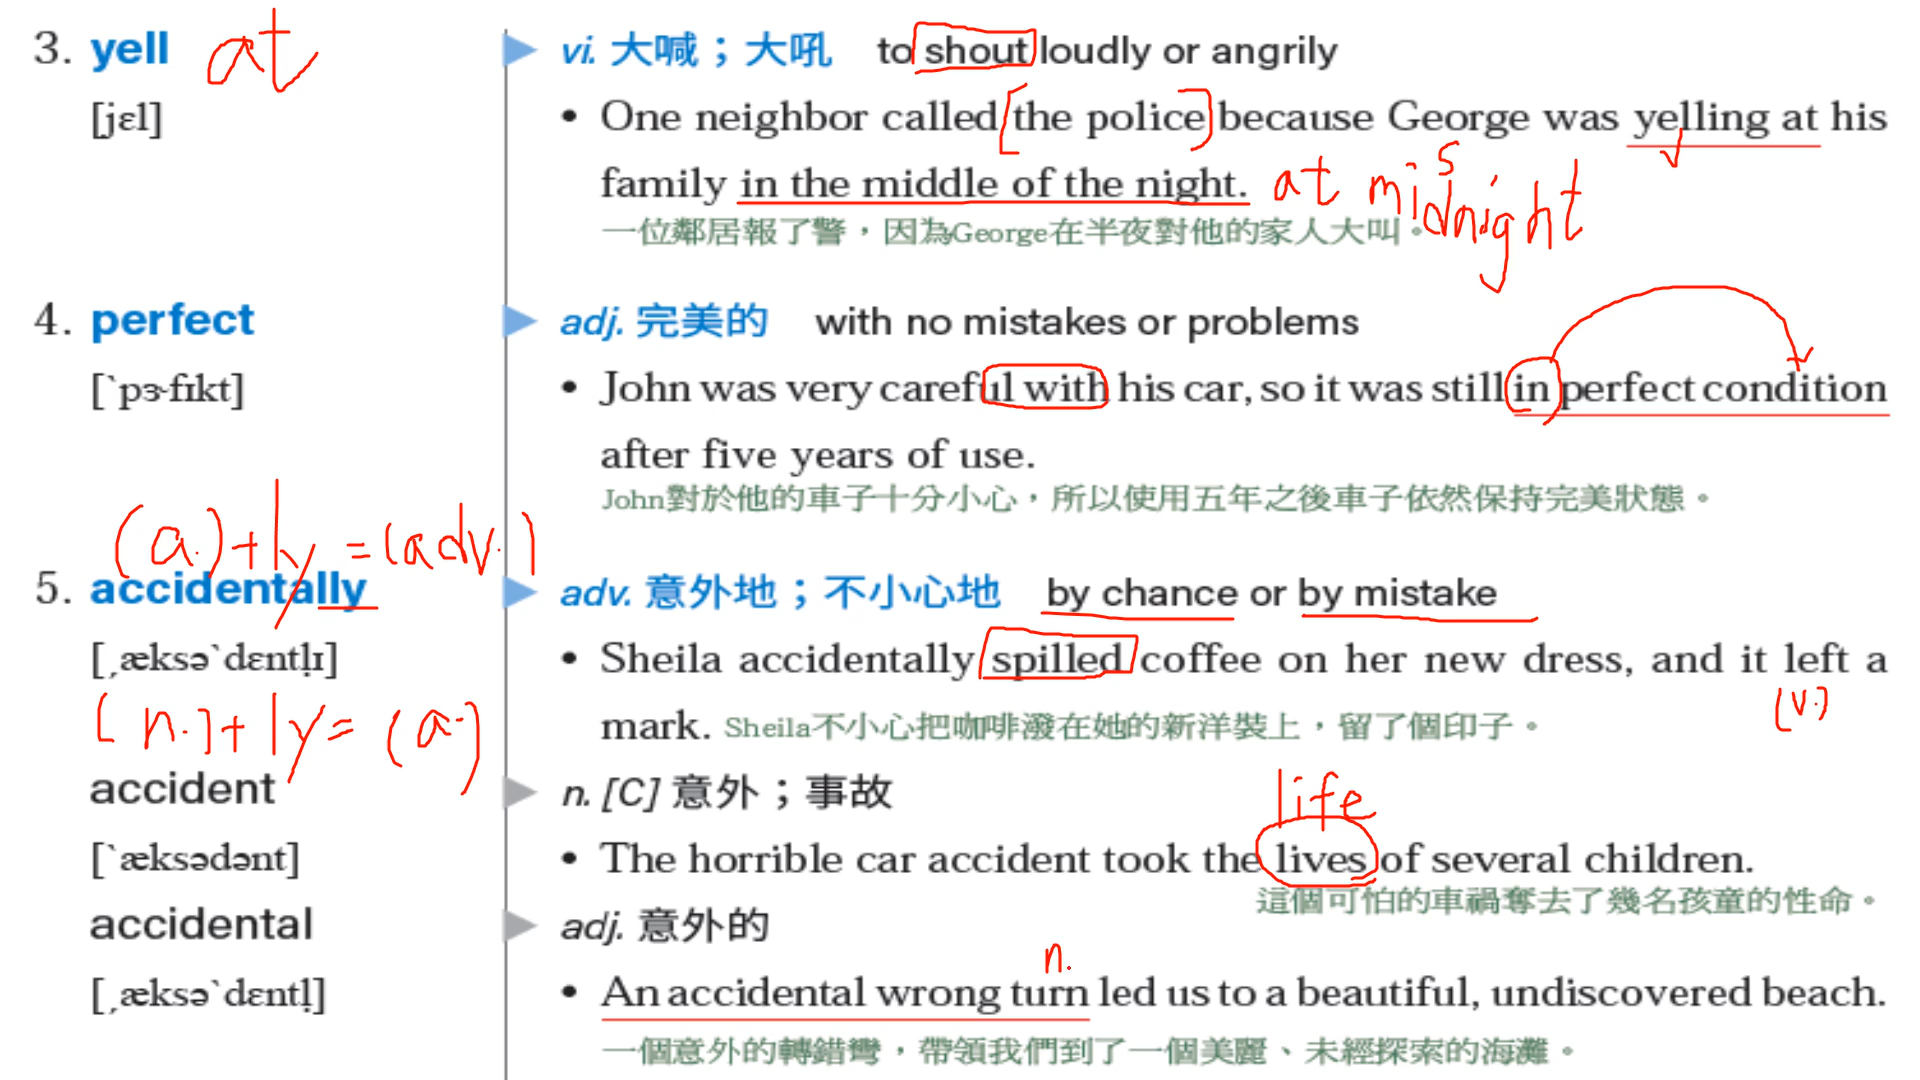 3. yell at vi. 大喊；大吼 to shout loudly or angrily
[jɛl] • One neighbor called [the police] because George was yelling at his
family in the middle of the night. at midnight
一位鄰居報了警，因為George在半夜對他的家人大叫。
4. perfect adj. 完美的 with no mistakes or problems
[ˋpɝfɪkt] • John was very careful with his car, so it was still in perfect condition
after five years of use.
John對於他的車子十分小心，所以使用五年之後車子依然保持完美狀態。
(a.)+ly=(adv.)
5. accidentally adv. 意外地；不小心地 by chance or by mistake
[ˏæksəˋdɛntḷɪ] • Sheila accidentally spilled coffee on her new dress, and it left a
(v.)
(n.)+ly=(a.) mark. Sheila不小心把咖啡潑在她的新洋裝上，留了個印子。
accident n. [C] 意外；事故
life
[ˋæksədənt] • The horrible car accident took the lives of several children.
這個可怕的車禍奪去了幾名孩童的性命。
accidental adj. 意外的
n.
[ˏæksəˋdɛntḷ] • An accidental wrong turn led us to a beautiful, undiscovered beach.
一個意外的轉錯彎，帶領我們到了一個美麗、未經探索的海灘。